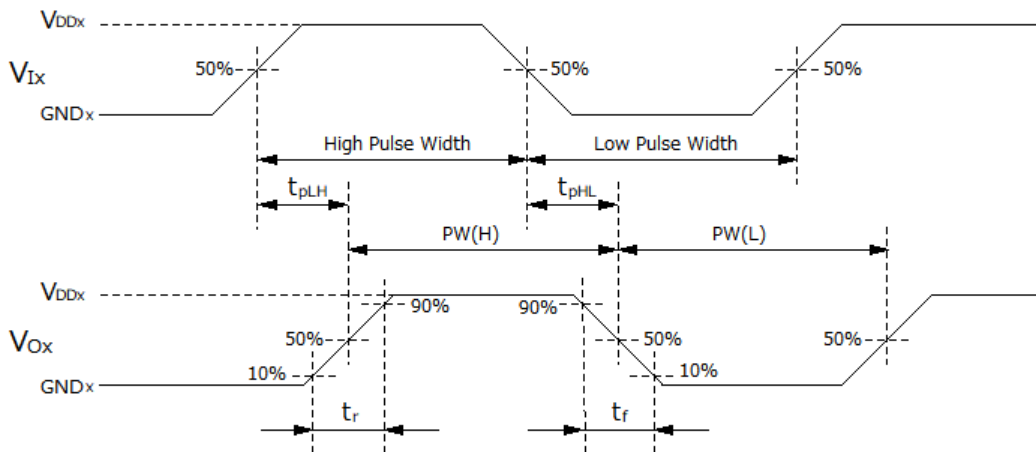 VDDx
50%
50%
50%
VIx
GNDx
High Pulse Width
Low Pulse Width
tpLH
tpHL
PW(H)
PW(L)
VDDx
90%
90%
VOx
50%
50%
50%
10%
10%
GNDx
tr
tf